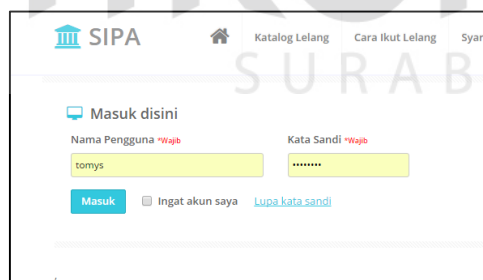 SIPA
Katalog Lelang
Cara Ikut Lelang
SURAB
Masuk disini
Nama Pengguna *Wajib
Kata Sandi *Wajib
tomys
••••••••
Masuk
Ingat akun saya
Lupa kata sandi